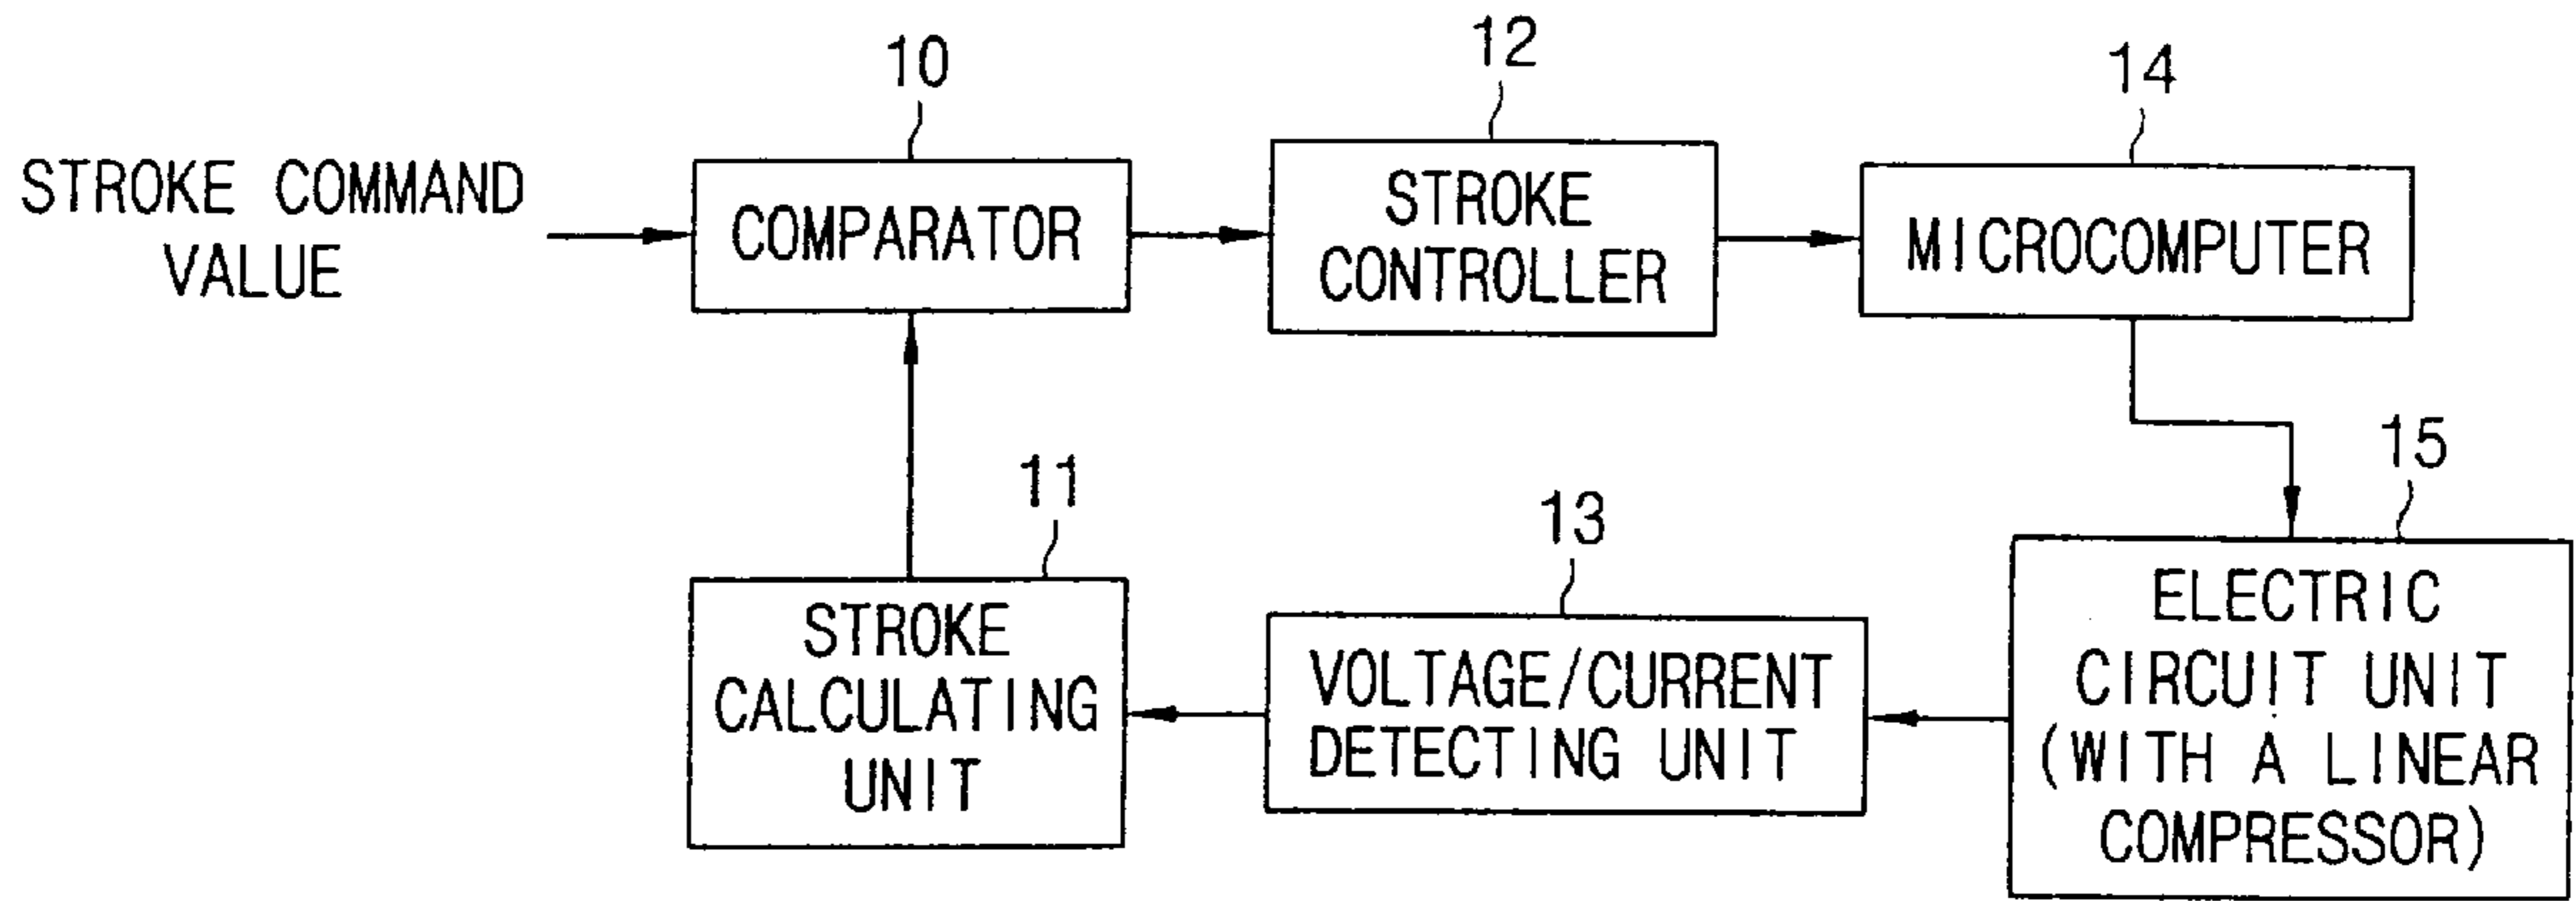 10
12
14
STROKE COMMAND
VALUE
COMPARATOR
STROKE
CONTROLLER
MICROCOMPUTER
11
13
15
STROKE
CALCULATING
UNIT
VOLTAGE/CURRENT
DETECTING UNIT
ELECTRIC
CIRCUIT UNIT
(WITH A LINEAR
COMPRESSOR)